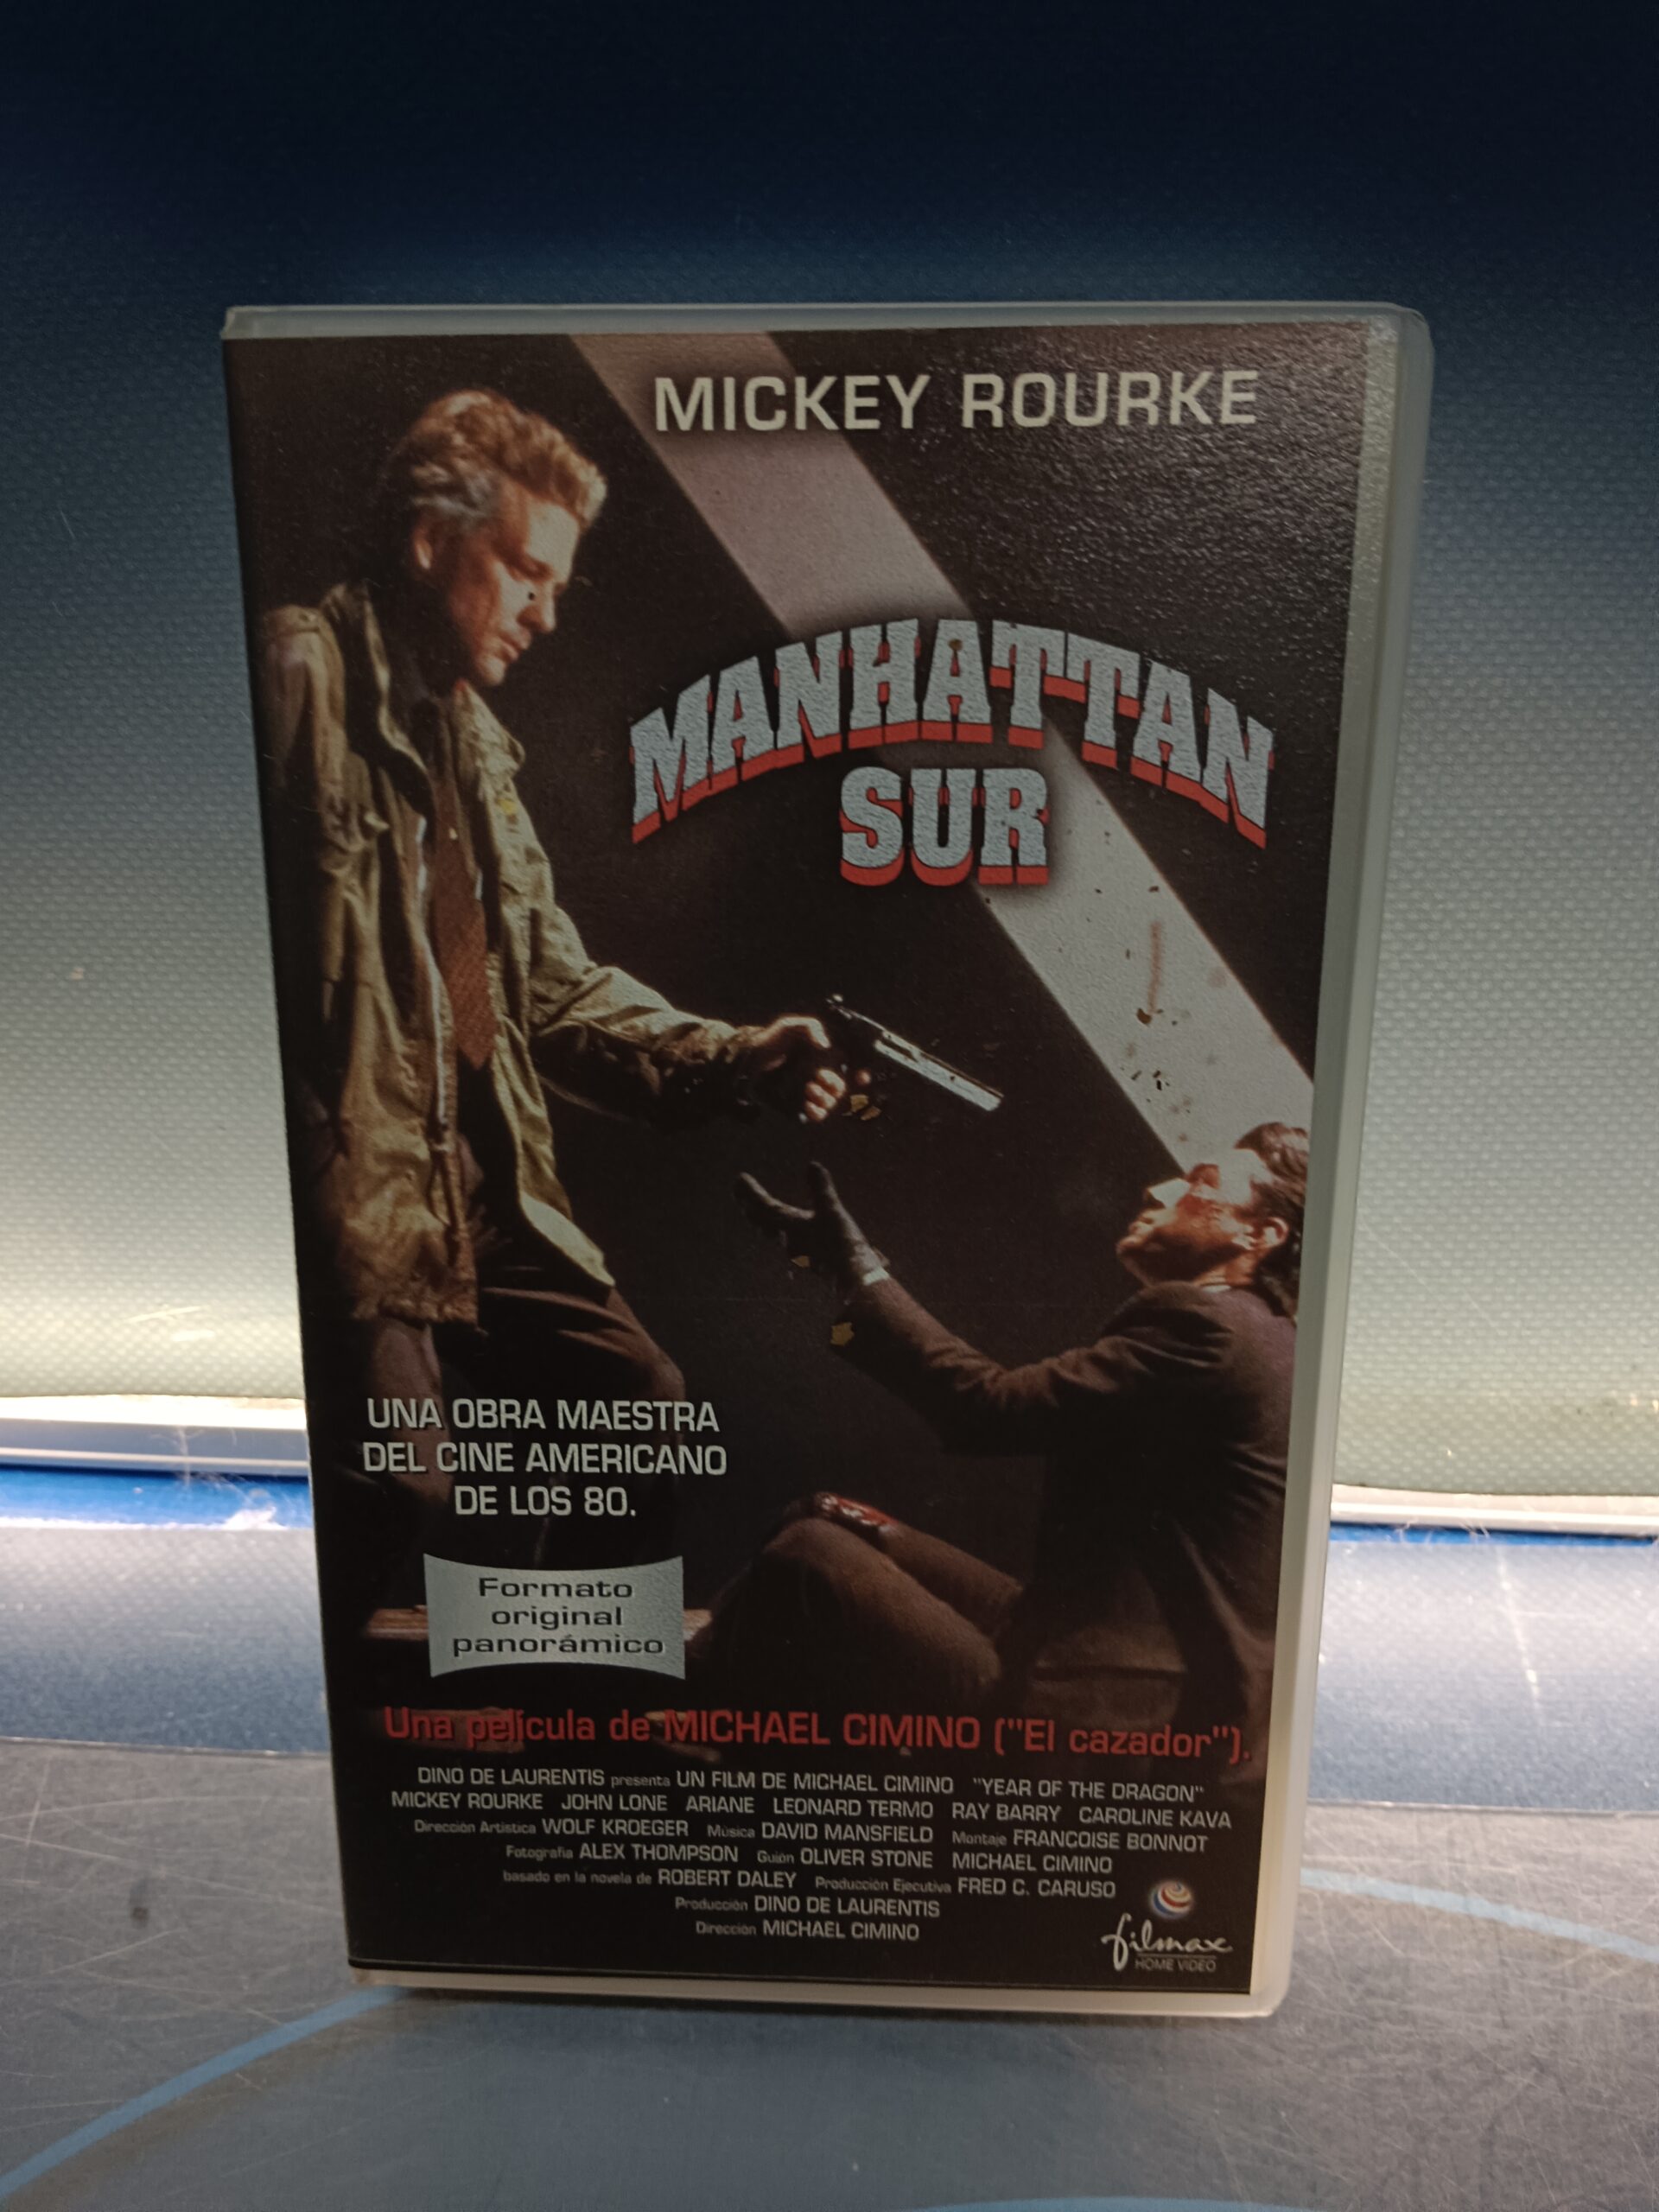 MICKEY ROURKE
MANHATTAN
SUR
UNA OBRA MAESTRA
DEL CINE AMERICANO
DE LOS 80.
Formato
original
panorámico
Una película de MICHAEL CIMINO ("El cazador").
DINO DE LAURENTIS presenta UN FILM DE MICHAEL CIMINO "YEAR OF THE DRAGON"
MICKEY ROURKE JOHN LONE ARIANE LEONARD TERMO RAY BARRY CAROLINE KAVA
Dirección Artística WOLF KROEGER Música DAVID MANSFIELD Montaje FRANCOISE BONNOT
Fotografía ALEX THOMPSON Guión OLIVER STONE MICHAEL CIMINO
basado en la novela de ROBERT DALEY Producción Ejecutiva FRED C. CARUSO
Producción DINO DE LAURENTIS
Dirección MICHAEL CIMINO
filmax
HOME VIDEO